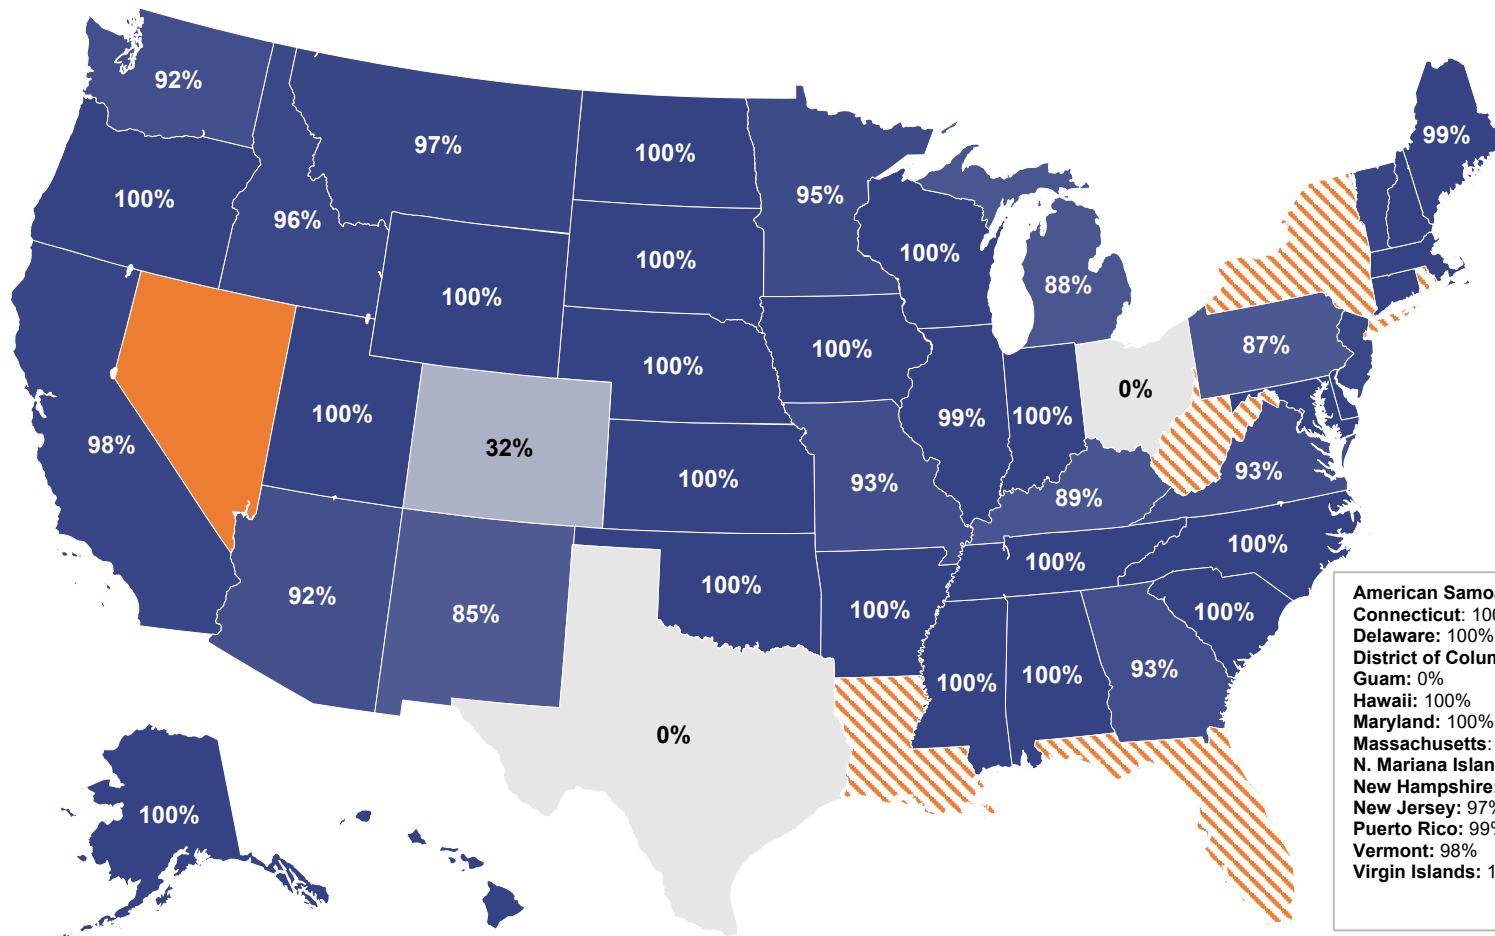 92%
97%
100%
99%
100%
95%
96%
100%
100%
100%
88%
100%
100%
100%
87%
0%
100%
99%
100%
98%
32%
93%
93%
100%
89%
100%
100%
100%
92%
85%
100%
100%
93%
100%
100%
0%
100%
American Samo
Connecticut: 10
Delaware: 100%
District of Colum
Guam: 0%
Hawaii: 100%
Maryland: 100%
Massachusetts:
N. Mariana Islan
New Hampshire:
New Jersey: 97%
Puerto Rico: 99%
Vermont: 98%
Virgin Islands: 1